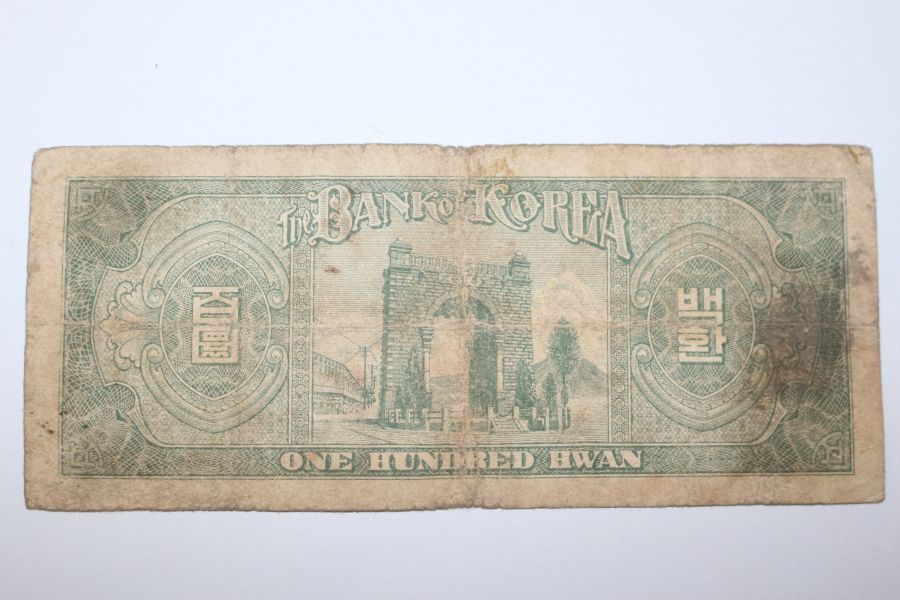 the BANK of KOREA
百圜
백환
ONE HUNDRED HWAN